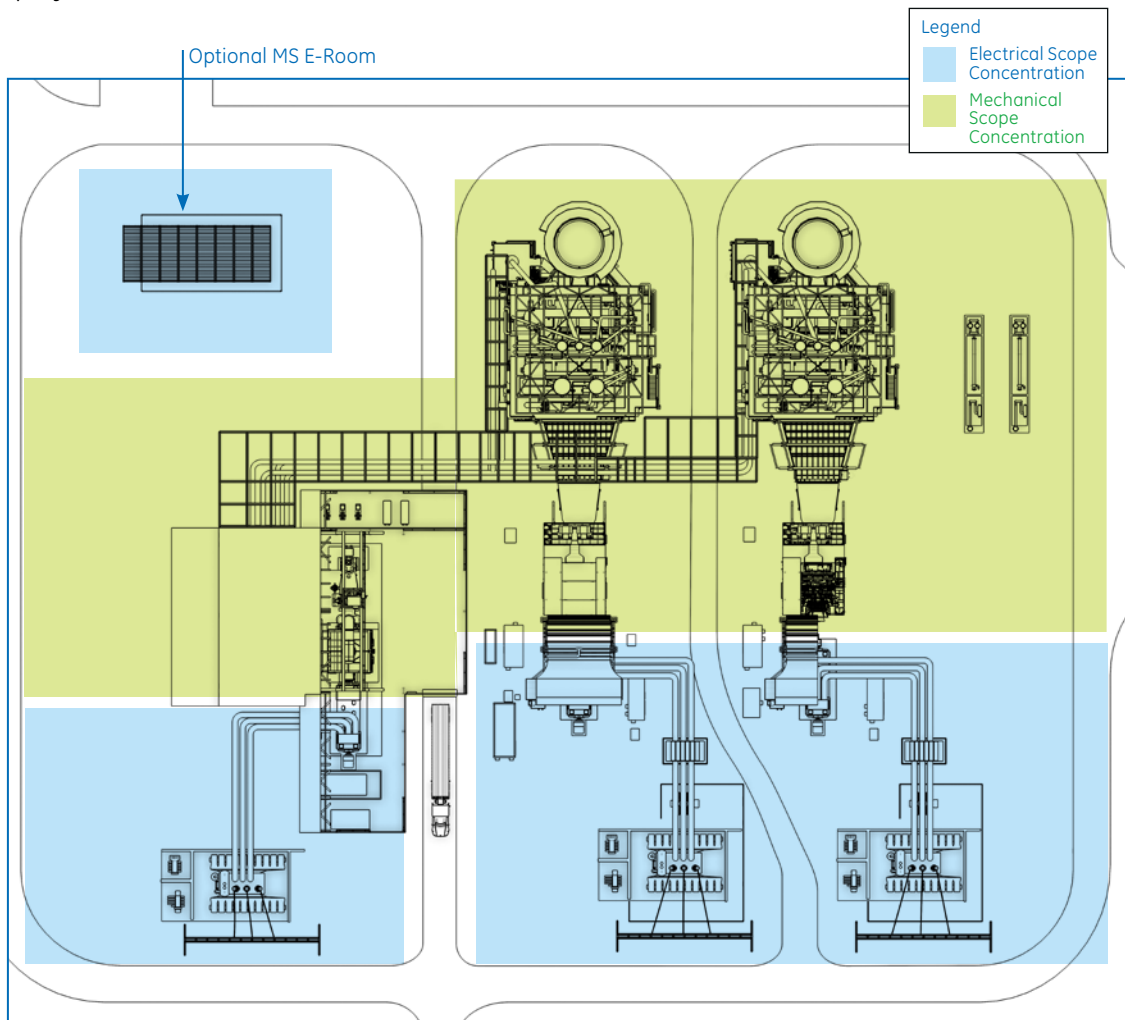 Legend
Electrical Scope
Concentration
Mechanical
Scope
Concentration
Optional MS E-Room